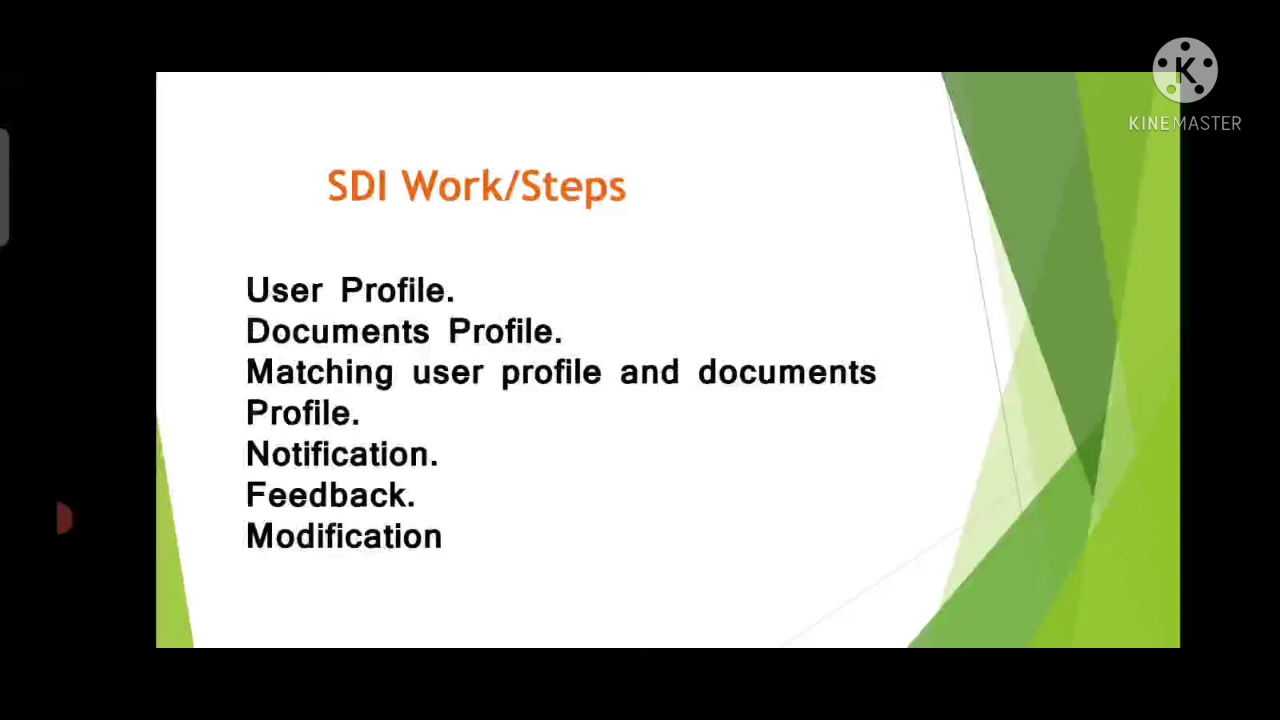 KINEMASTER
SDI Work/Steps
User Profile.
Documents Profile.
Matching user profile and documents
Profile.
Notification.
Feedback.
Modification